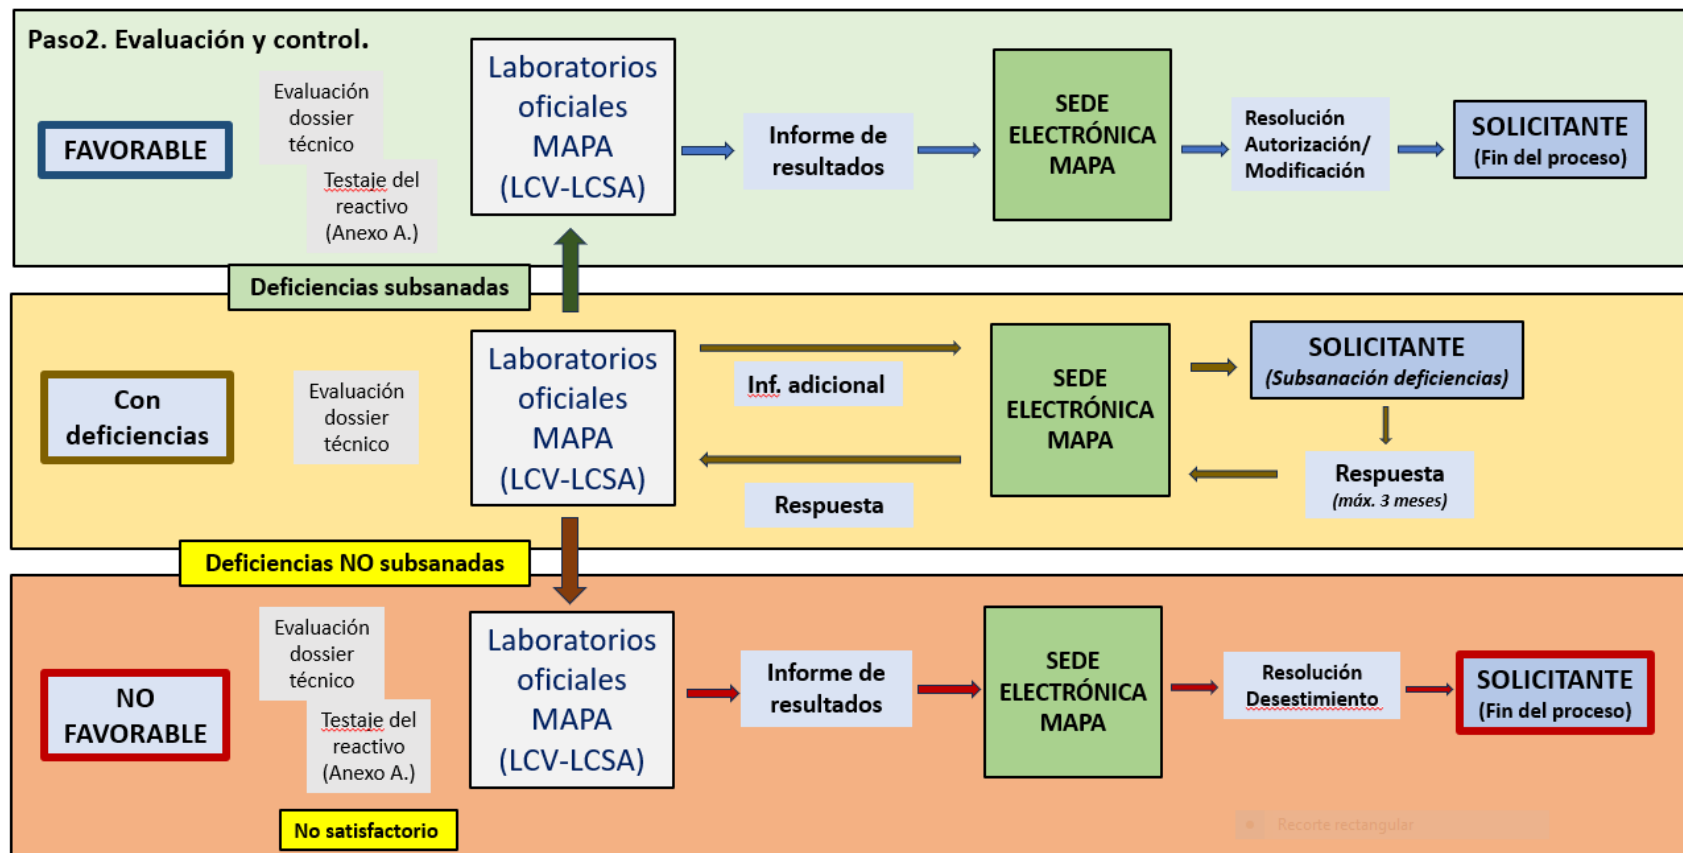 Paso2. Evaluación y control.
FAVORABLE
Evaluación
dossier
técnico
Testaje del
reactivo
(Anexo A.)
Laboratorios
oficiales
MAPA
(LCV-LCSA)
Informe de
resultados
SEDE
ELECTRÓNICA
MAPA
Resolución
Autorización/
Modificación
SOLICITANTE
(Fin del proceso)
Deficiencias subsanadas
Con
deficiencias
Evaluación
dossier
técnico
Laboratorios
oficiales
MAPA
(LCV-LCSA)
Inf. adicional
Respuesta
SEDE
ELECTRÓNICA
MAPA
SOLICITANTE
(Subsanación deficiencias)
Respuesta
(máx. 3 meses)
Deficiencias NO subsanadas
NO
FAVORABLE
Evaluación
dossier
técnico
Testaje del
reactivo
(Anexo A.)
No satisfactorio
Laboratorios
oficiales
MAPA
(LCV-LCSA)
Informe de
resultados
SEDE
ELECTRÓNICA
MAPA
Resolución
Desestimiento
SOLICITANTE
(Fin del proceso)
Recorte rectangular